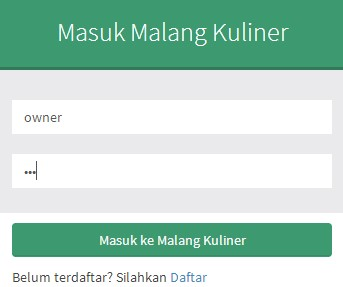 Masuk Malang Kuliner
owner
•••
Masuk ke Malang Kuliner
Belum terdaftar? Silahkan Daftar